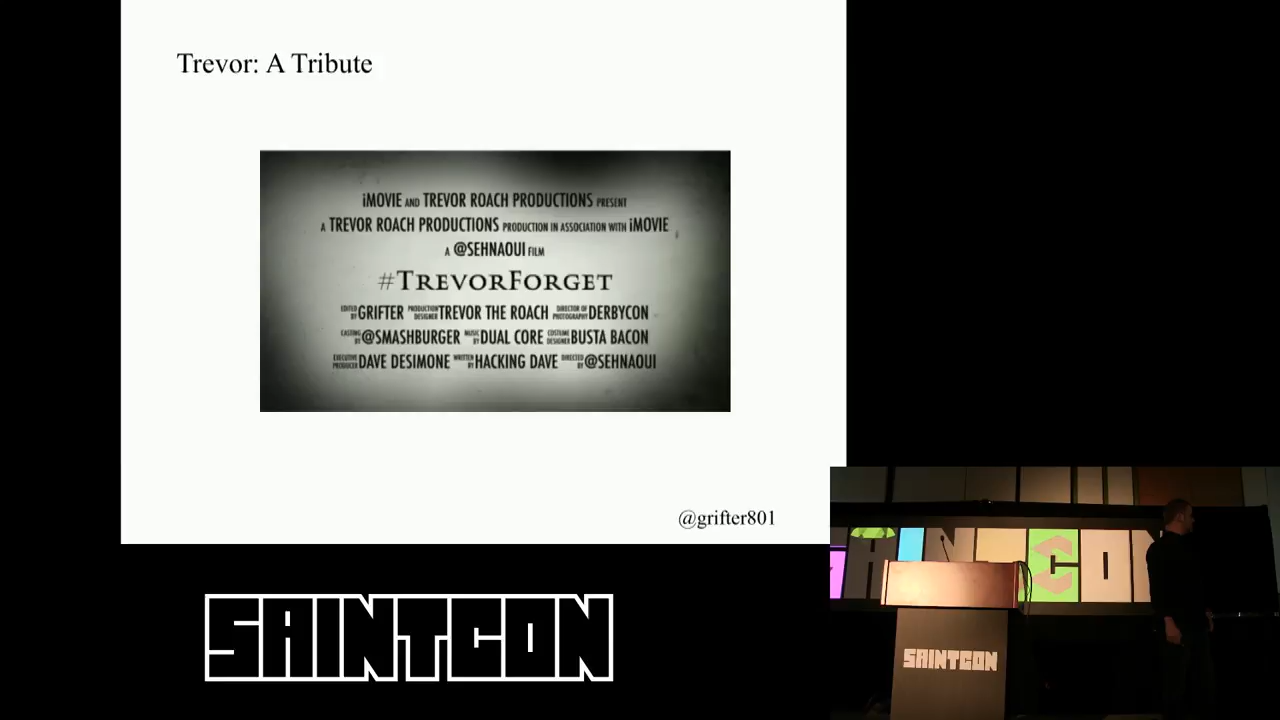 Trevor: A Tribute
iMOVIE AND TREVOR ROACH PRODUCTIONS PRESENT
A TREVOR ROACH PRODUCTIONS PRODUCTION IN ASSOCIATION WITH iMOVIE
A @SEHNAOUI FILM
#TREVORFORGET
EDITED BY GRIFTER PRODUCTION DESIGNER TREVOR THE ROACH DIRECTOR OF PHOTOGRAPHY DERBYCON
CASTING BY @SMASHBURGER MUSIC BY DUAL CORE COSTUME DESIGNER BUSTA BACON
EXECUTIVE PRODUCER DAVE DESIMONE WRITTEN BY HACKING DAVE DIRECTED BY @SEHNAOUI
@grifter801
AINTCON
SAINTCON
SAINTCON